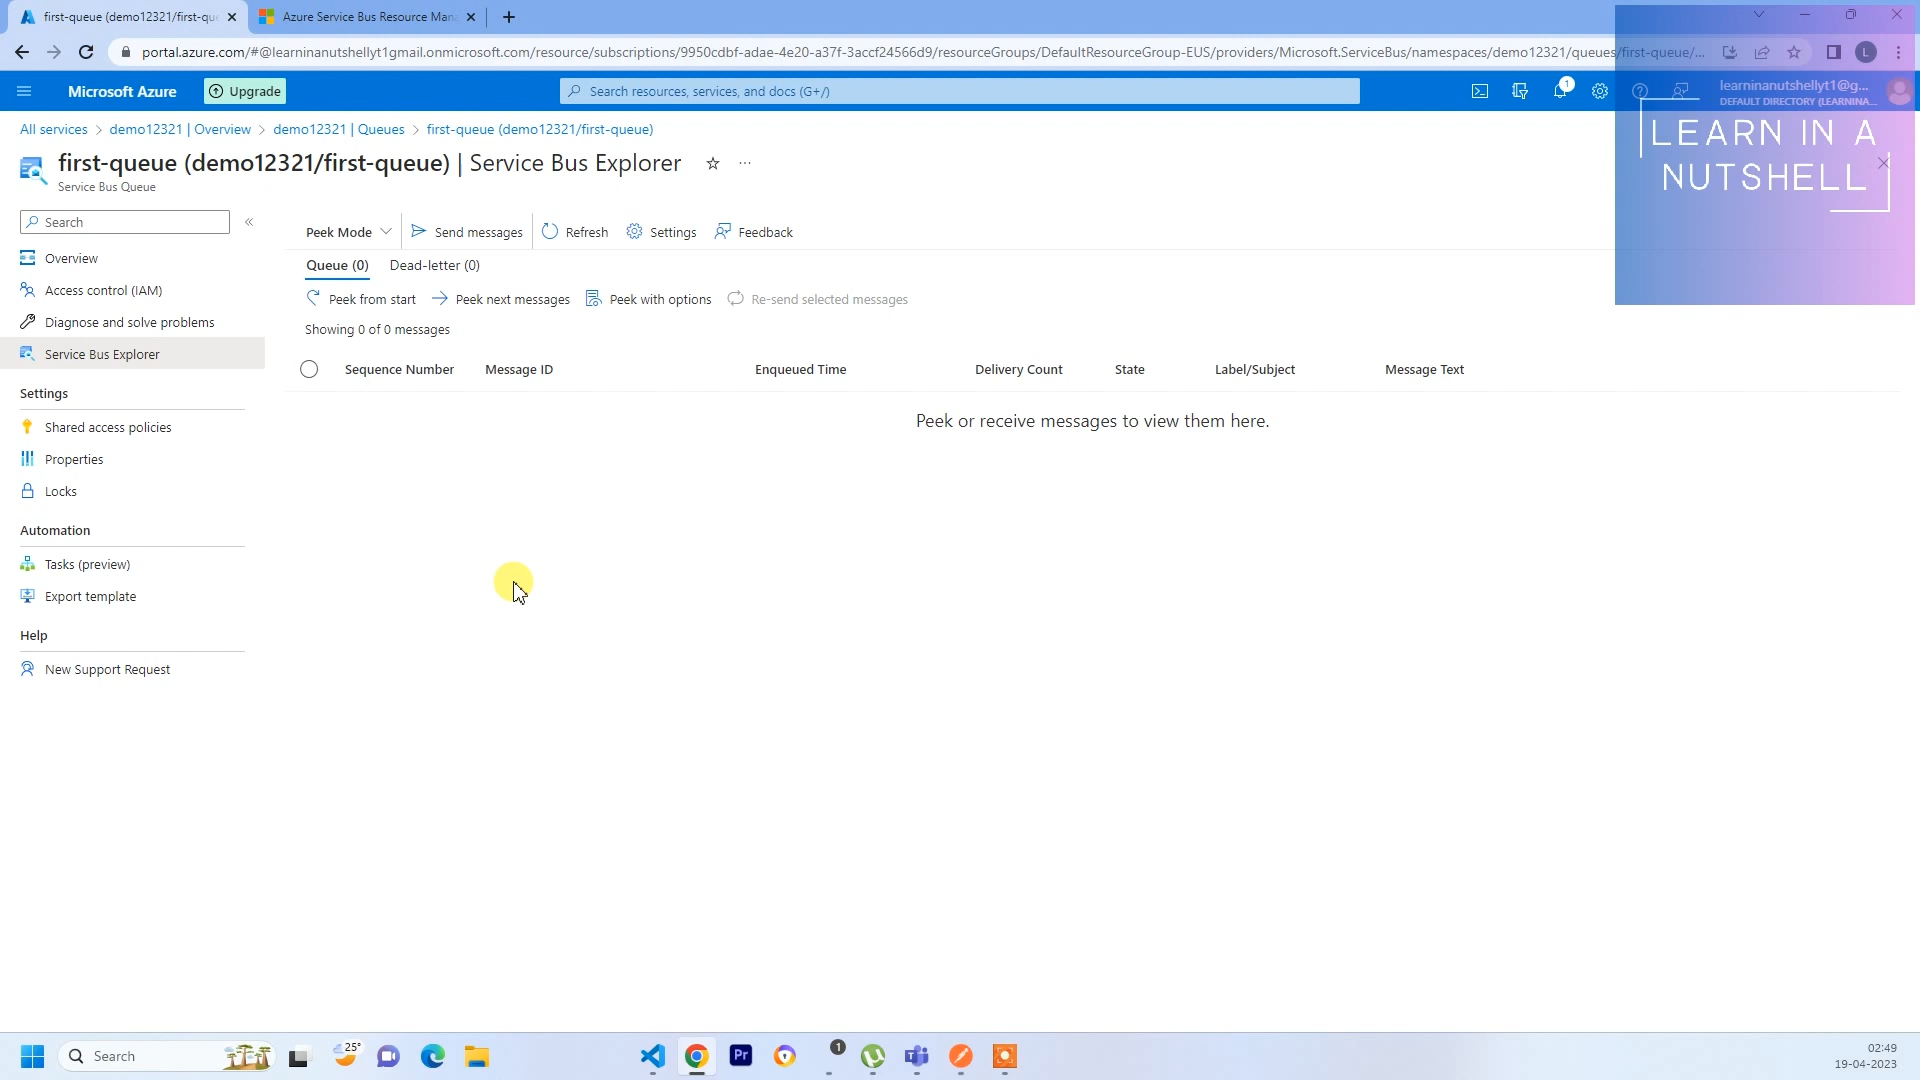 first-queue (demo12321/first-qu
Azure Service Bus Resource Man
portal.azure.com/#@learninanutshellyt1gmail.onmicrosoft.com/resource/subscriptions/9950cdbf-adae-4e20-a37f-3accf24566d9/resourceGroups/DefaultResourceGroup-EUS/providers/Microsoft.ServiceBus/namespaces/demo12321/queues/first-queue/...
L
Microsoft Azure
Upgrade
Search resources, services, and docs (G+/)
1
learninanutshellyt1@g...
DEFAULT DIRECTORY (LEARNINA...
LEARN IN A
NUTSHELL
All services > demo12321 | Overview > demo12321 | Queues > first-queue (demo12321/first-queue)
first-queue (demo12321/first-queue) | Service Bus Explorer
Service Bus Queue
Search
Overview
Access control (IAM)
Diagnose and solve problems
Service Bus Explorer
Settings
Shared access policies
Properties
Locks
Automation
Tasks (preview)
Export template
Help
New Support Request
Peek Mode
Send messages
Refresh
Settings
Feedback
Queue (0)
Dead-letter (0)
Peek from start
Peek next messages
Peek with options
Re-send selected messages
Showing 0 of 0 messages
Sequence Number
Message ID
Enqueued Time
Delivery Count
State
Label/Subject
Message Text
Peek or receive messages to view them here.
Search
25°
Pr
1
02:49
19-04-2023